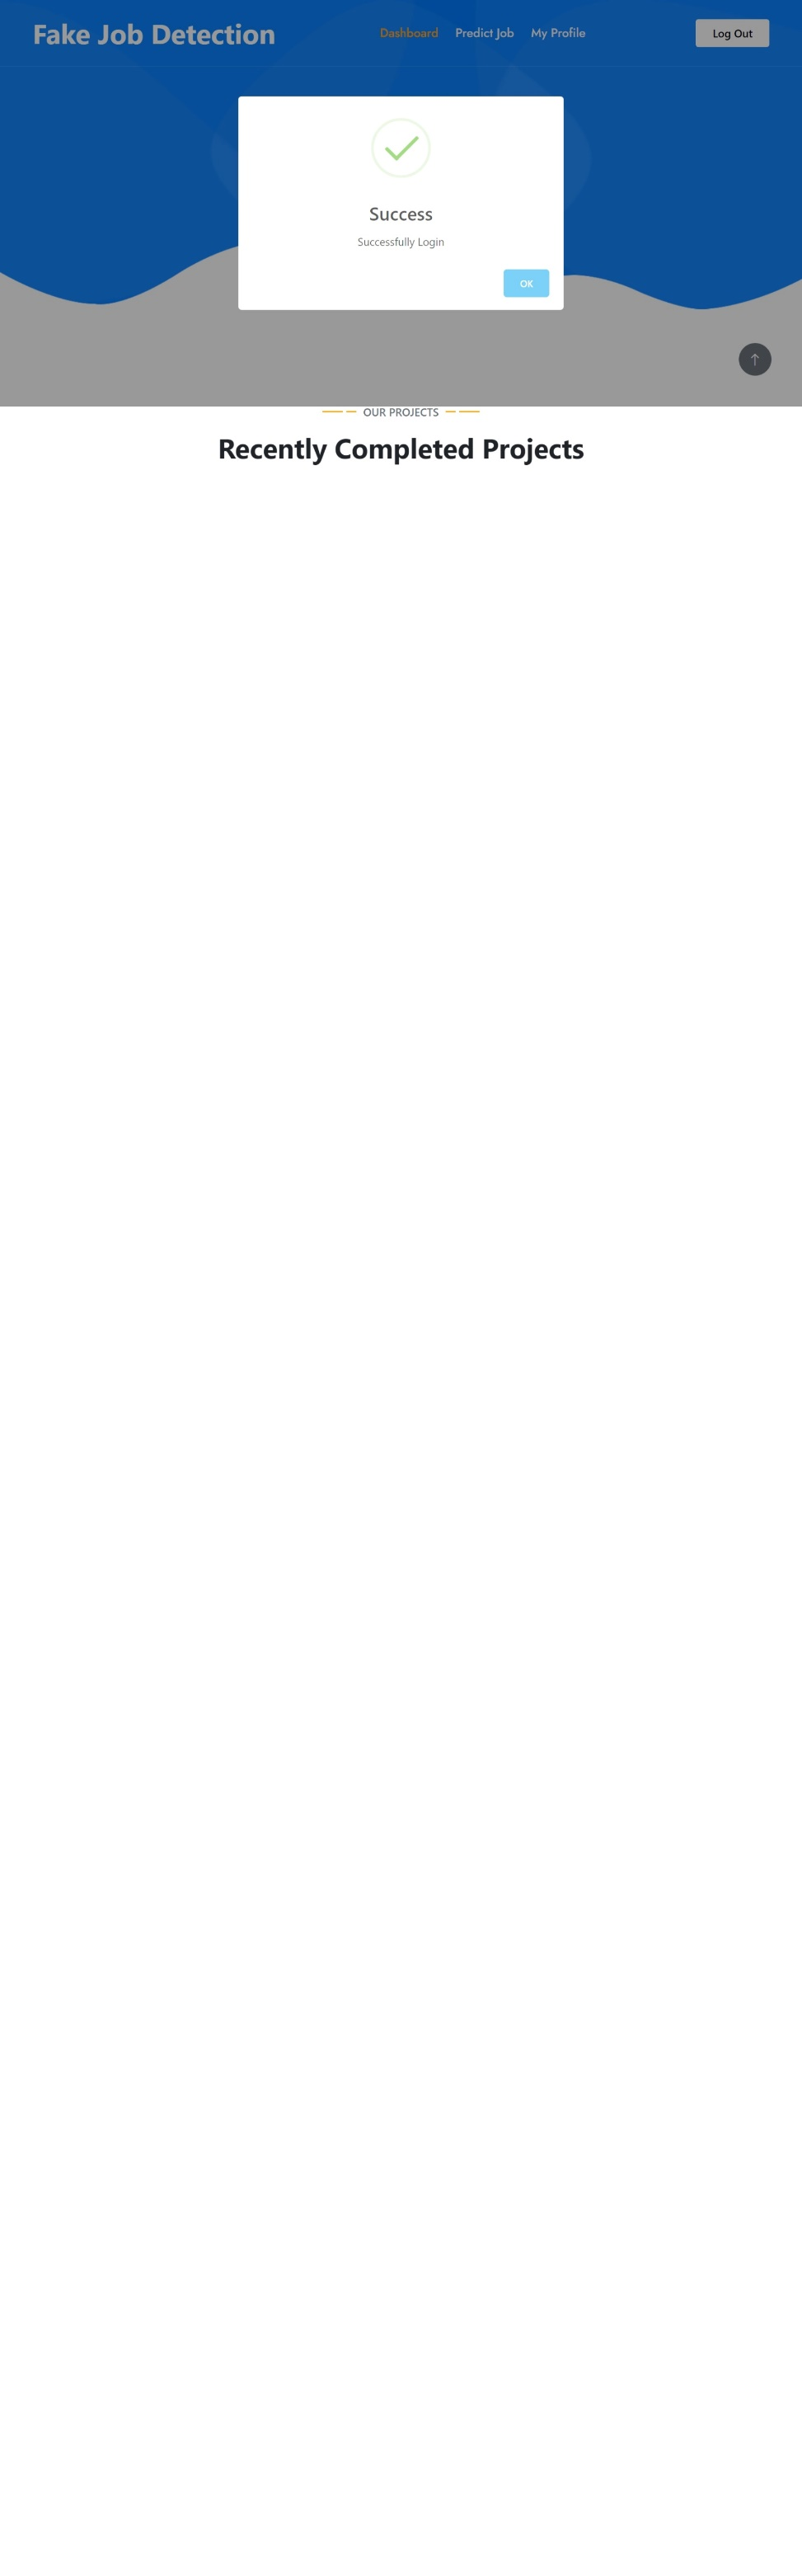 Fake Job Detection
Dashboard Predict Job My Profile
Log Out
Success
Successfully Login
OK
OUR PROJECTS
Recently Completed Projects